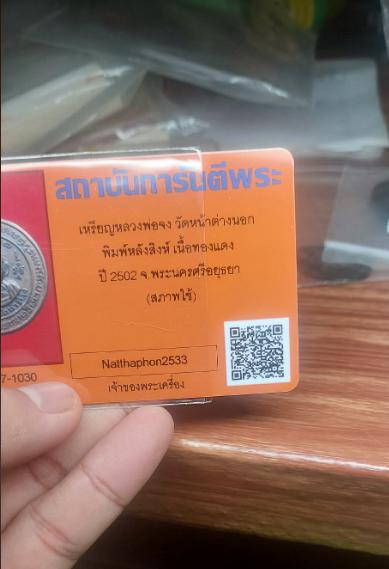 สถาบันการันตีพระ
เหรียญหลวงพ่อจง วัดหน้าต่างนอก
พิมพ์หลังสิงห์ เนื้อทองแดง
ปี 2502 จ.พระนครศรีอยุธยา
(สภาพใช้)
Natthaphon2533
7-1030
เจ้าของพระเครื่อง